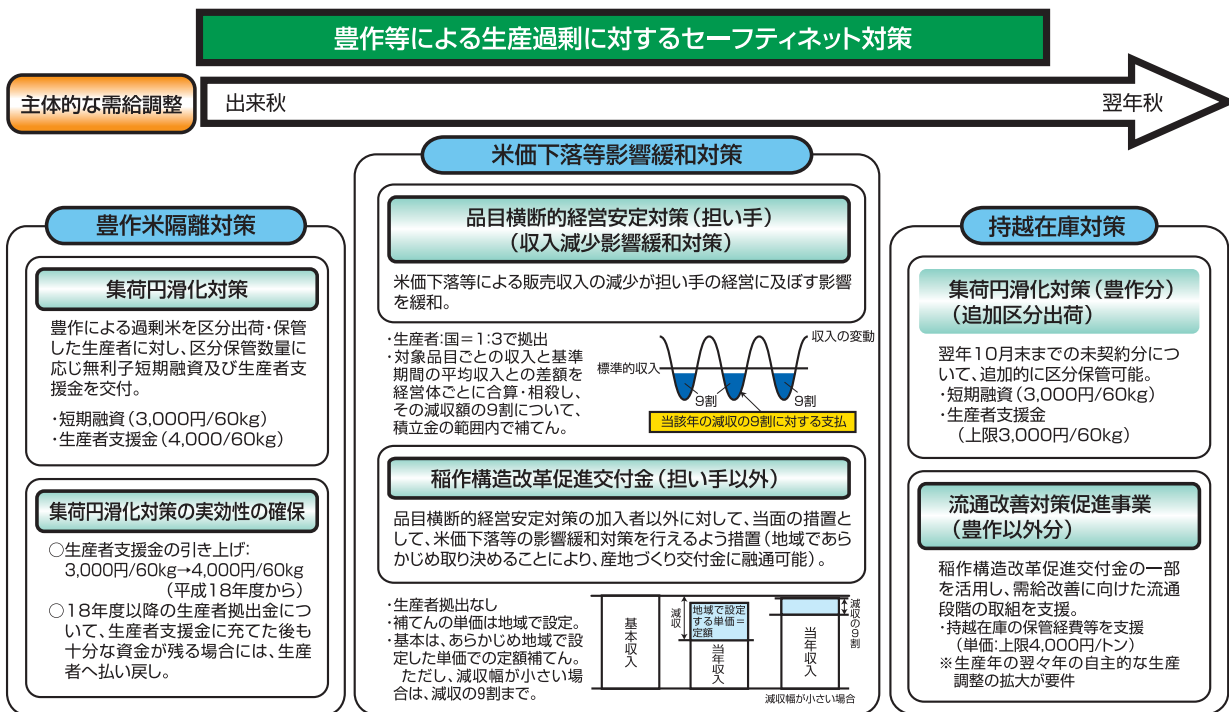 豊作等による生産過剰に対するセーフティネット対策
主体的な需給調整
出来秋
翌年秋
豊作米隔離対策
集荷円滑化対策
豊作による過剰米を区分出荷・保管
した生産者に対し、区分保管数量に
応じ無利子短期融資及び生産者支
援金を交付。
・短期融資(3,000円/60kg)
・生産者支援金(4,000/60kg)
集荷円滑化対策の実効性の確保
○生産者支援金の引き上げ:
3,000円/60kg→4,000円/60kg
(平成18年度から)
○18年度以降の生産者拠出金につ
いて、生産者支援金に充てた後も
十分な資金が残る場合には、生産
者へ払い戻し。
米価下落等影響緩和対策
品目横断的経営安定対策(担い手)
(収入減少影響緩和対策)
米価下落等による販売収入の減少が担い手の経営に及ぼす影響
を緩和。
・生産者:国=1:3で拠出
・対象品目ごとの収入と基準
期間の平均収入との差額を
経営体ごとに合算・相殺し、
その減収額の9割について、
積立金の範囲内で補てん。
収入の変動
標準的収入
9割
9割
当該年の減収の9割に対する支払
稲作構造改革促進交付金(担い手以外)
品目横断的経営安定対策の加入者以外に対して、当面の措置と
して、米価下落等の影響緩和対策を行えるよう措置(地域であら
かじめ取り決めることにより、産地づくり交付金に融通可能)。
・生産者拠出なし
・補てんの単価は地域で設定。
・基本は、あらかじめ地域で設
定した単価での定額補てん。
ただし、減収幅が小さい場
合は、減収の9割まで。
基本収入
減収
地域で設定
する単価=
定額
当年収入
当年収入
減収の9割
減収幅が小さい場合
持越在庫対策
集荷円滑化対策(豊作分)
(追加区分出荷)
翌年10月末までの未契約分につ
いて、追加的に区分保管可能。
・短期融資(3,000円/60kg)
・生産者支援金
(上限3,000円/60kg)
流通改善対策促進事業
(豊作以外分)
稲作構造改革促進交付金の一部
を活用し、需給改善に向けた流通
段階の取組を支援。
・持越在庫の保管経費等を支援
(単価:上限4,000円/トン)
※生産年の翌々年の自主的な生産
調整の拡大が要件